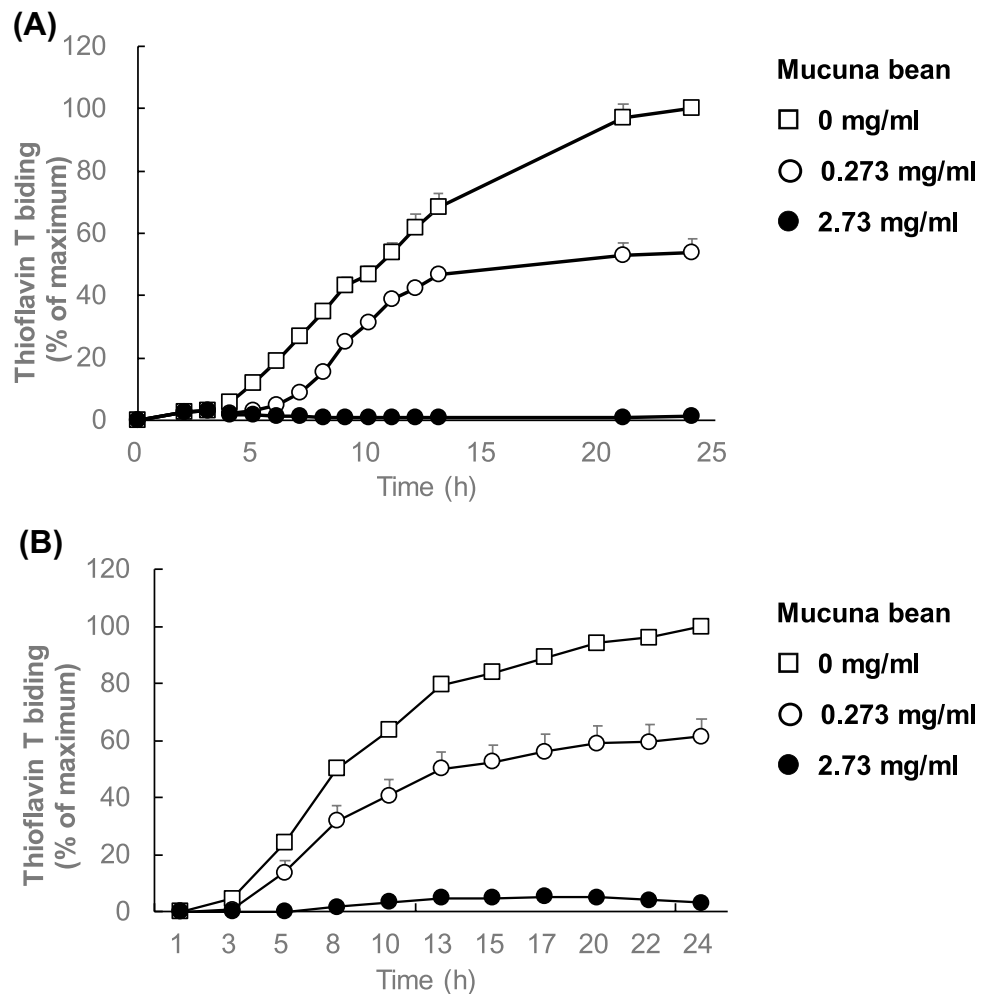 (A)
120
100
80
60
40
20
0
Thioflavin T biding
(% of maximum)
0 5 10 15 20 25
Time (h)
Mucuna bean
0 mg/ml
0.273 mg/ml
2.73 mg/ml
(B)
120
100
80
60
40
20
0
Thioflavin T biding
(% of maximum)
1 3 5 8 10 13 15 17 20 22 24
Time (h)
Mucuna bean
0 mg/ml
0.273 mg/ml
2.73 mg/ml